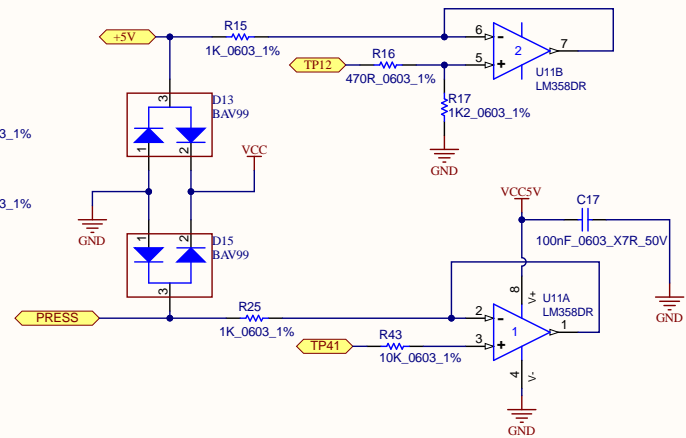 R15
+5V
1K_0603_1%
6
-
2
7
R16
TP12
5
+
470R_0603_1%
U11B
LM358DR
R17
1K2_0603_1%
GND
3
D13
BAV99
3_1%
1
2
VCC
3_1%
GND
1
2
D15
BAV99
3
VCC5V
C17
100nF_0603_X7R_50V
GND
8
V+
U11A
LM358DR
PRESS
R25
1K_0603_1%
2
-
1
1
R43
TP41
3
+
10K_0603_1%
4
V-
GND